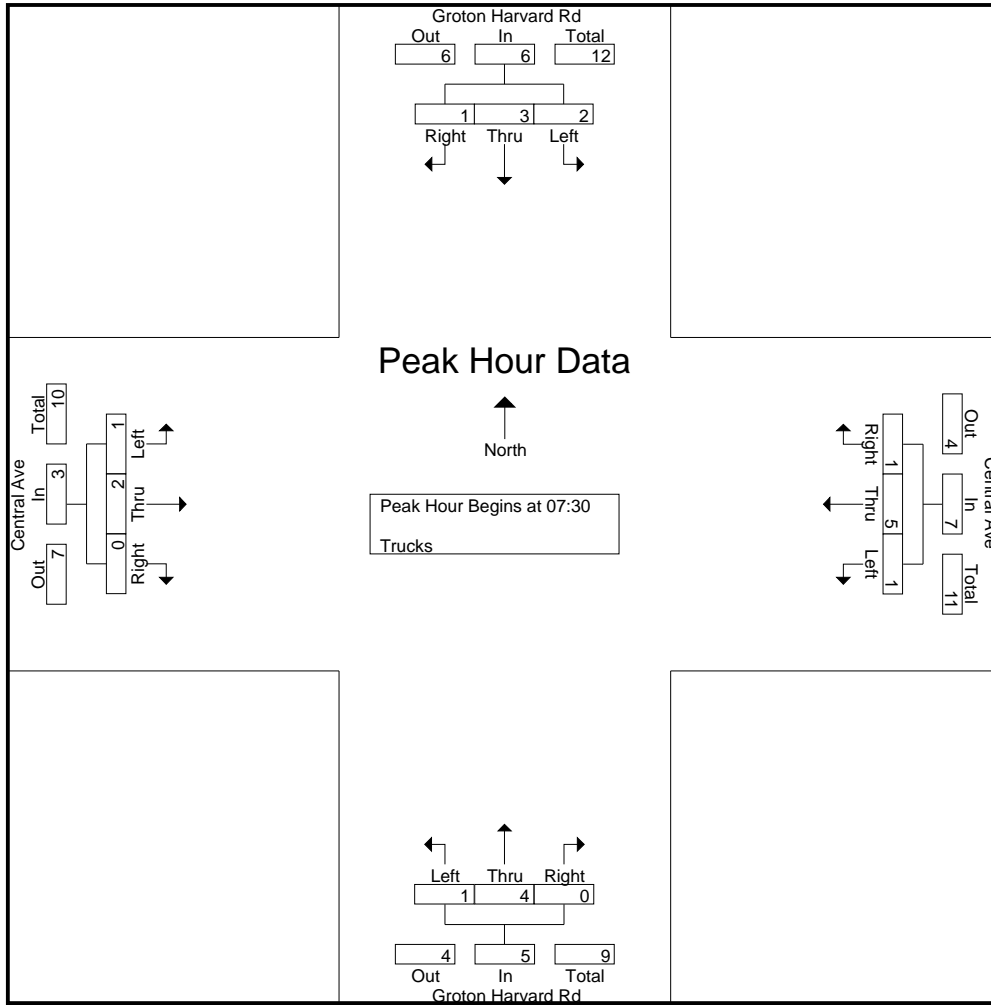 Groton Harvard Rd
Out In Total
6 6 12
1 3 2
Right Thru Left
Peak Hour Data
North
Peak Hour Begins at 07:30
Trucks
Central Ave
Total In Out
10 3 7
1 2 0
Left Thru Right
Central Ave
Out In Total
4 7 11
1 5 1
Right Thru Left
Left Thru Right
1 4 0
4 5 9
Out In Total
Groton Harvard Rd